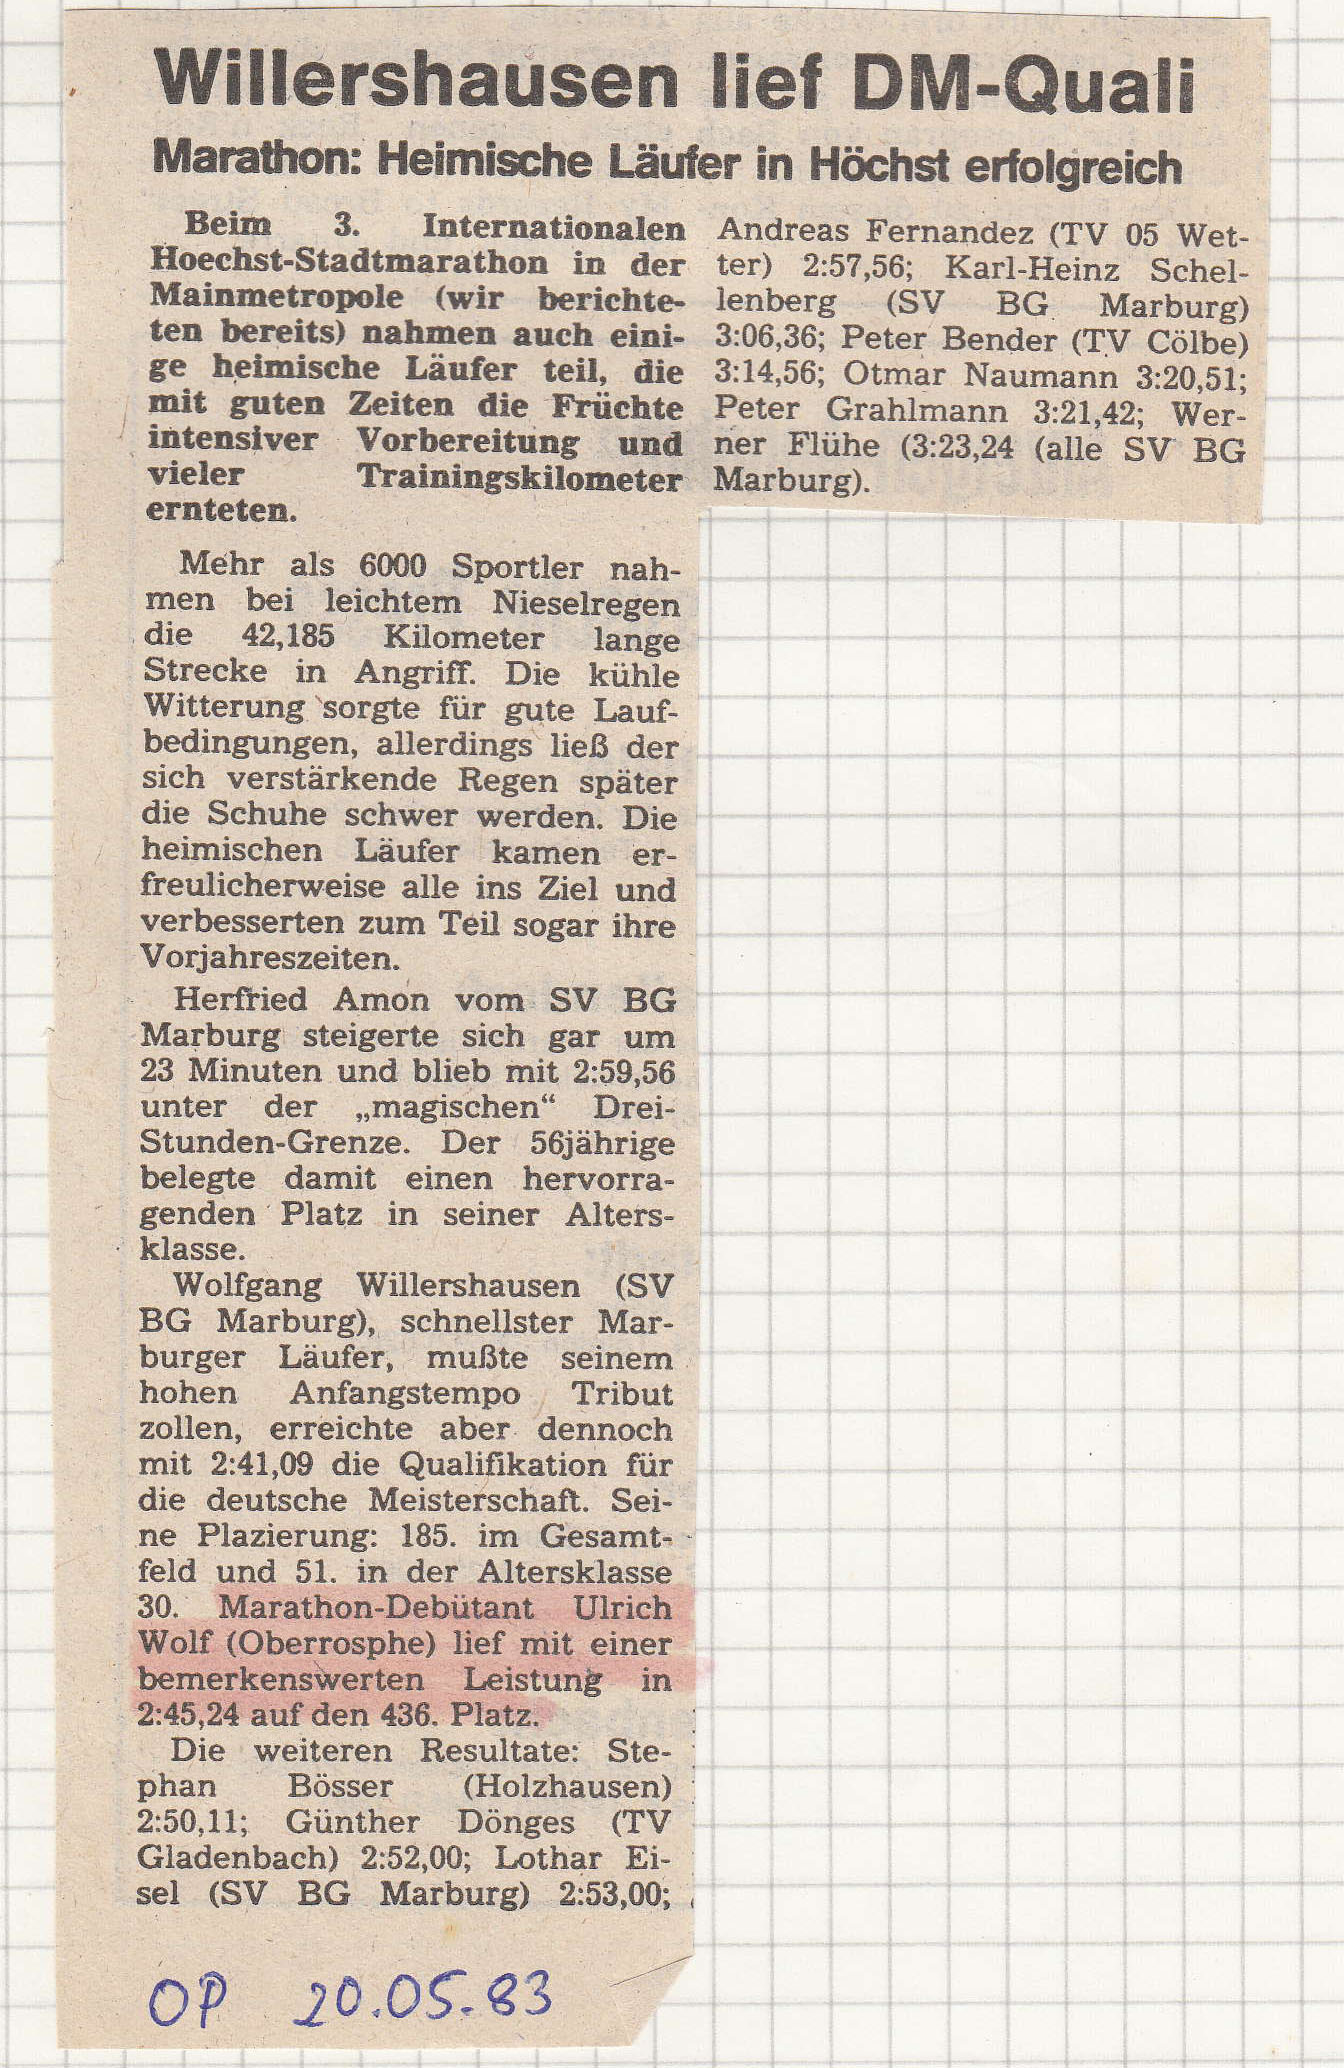 Willershausen lief DM-Quali
Marathon: Heimische Läufer in Höchst erfolgreich
Beim 3. Internationalen
Hoechst-Stadtmarathon in der
Mainmetropole (wir berichte-
ten bereits) nahmen auch eini-
ge heimische Läufer teil, die
mit guten Zeiten die Früchte
intensiver Vorbereitung und
vieler Trainingskilometer
ernteten.
Mehr als 6000 Sportler nah-
men bei leichtem Nieselregen
die 42,185 Kilometer lange
Strecke in Angriff. Die kühle
Witterung sorgte für gute Lauf-
bedingungen, allerdings ließ der
sich verstärkende Regen später
die Schuhe schwer werden. Die
heimischen Läufer kamen er-
freulicherweise alle ins Ziel und
verbesserten zum Teil sogar ihre
Vorjahreszeiten.
Herfried Amon vom SV BG
Marburg steigerte sich gar um
23 Minuten und blieb mit 2:59,56
unter der „magischen“ Drei-
Stunden-Grenze. Der 56jährige
belegte damit einen hervorra-
genden Platz in seiner Alters-
klasse.
Wolfgang Willershausen (SV
BG Marburg), schnellster Mar-
burger Läufer, mußte seinem
hohen Anfangstempo Tribut
zollen, erreichte aber dennoch
mit 2:41,09 die Qualifikation für
die deutsche Meisterschaft. Sei-
ne Plazierung: 185. im Gesamt-
feld und 51. in der Altersklasse
30. Marathon-Debütant Ulrich
Wolf (Oberrosphe) lief mit einer
bemerkenswerten Leistung in
2:45,24 auf den 436. Platz.
Die weiteren Resultate: Ste-
phan Bösser (Holzhausen)
2:50,11; Günther Dönges (TV
Gladenbach) 2:52,00; Lothar Ei-
sel (SV BG Marburg) 2:53,00;
Andreas Fernandez (TV 05 Wet-
ter) 2:57,56; Karl-Heinz Schel-
lenberg (SV BG Marburg)
3:06,36; Peter Bender (TV Cölbe)
3:14,56; Otmar Naumann 3:20,51;
Peter Grahlmann 3:21,42; Wer-
ner Flühe (3:23,24 (alle SV BG
Marburg).
OP 20.05.83